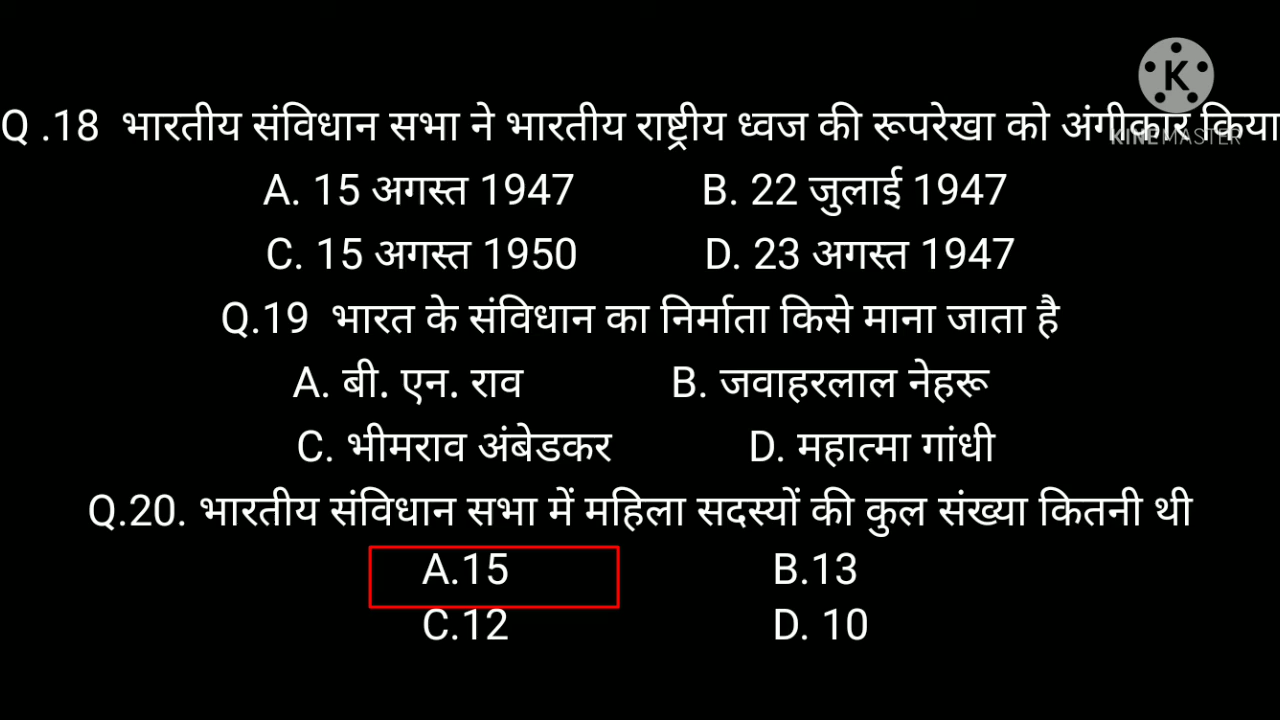 Q .18 भारतीय संविधान सभा ने भारतीय राष्ट्रीय ध्वज की रूपरेखा को अंगीकार किया
A. 15 अगस्त 1947 B. 22 जुलाई 1947
C. 15 अगस्त 1950 D. 23 अगस्त 1947
Q.19 भारत के संविधान का निर्माता किसे माना जाता है
A. बी. एन. राव B. जवाहरलाल नेहरू
C. भीमराव अंबेडकर D. महात्मा गांधी
Q.20. भारतीय संविधान सभा में महिला सदस्यों की कुल संख्या कितनी थी
A.15 B.13
C.12 D. 10
K
KINEMASTER